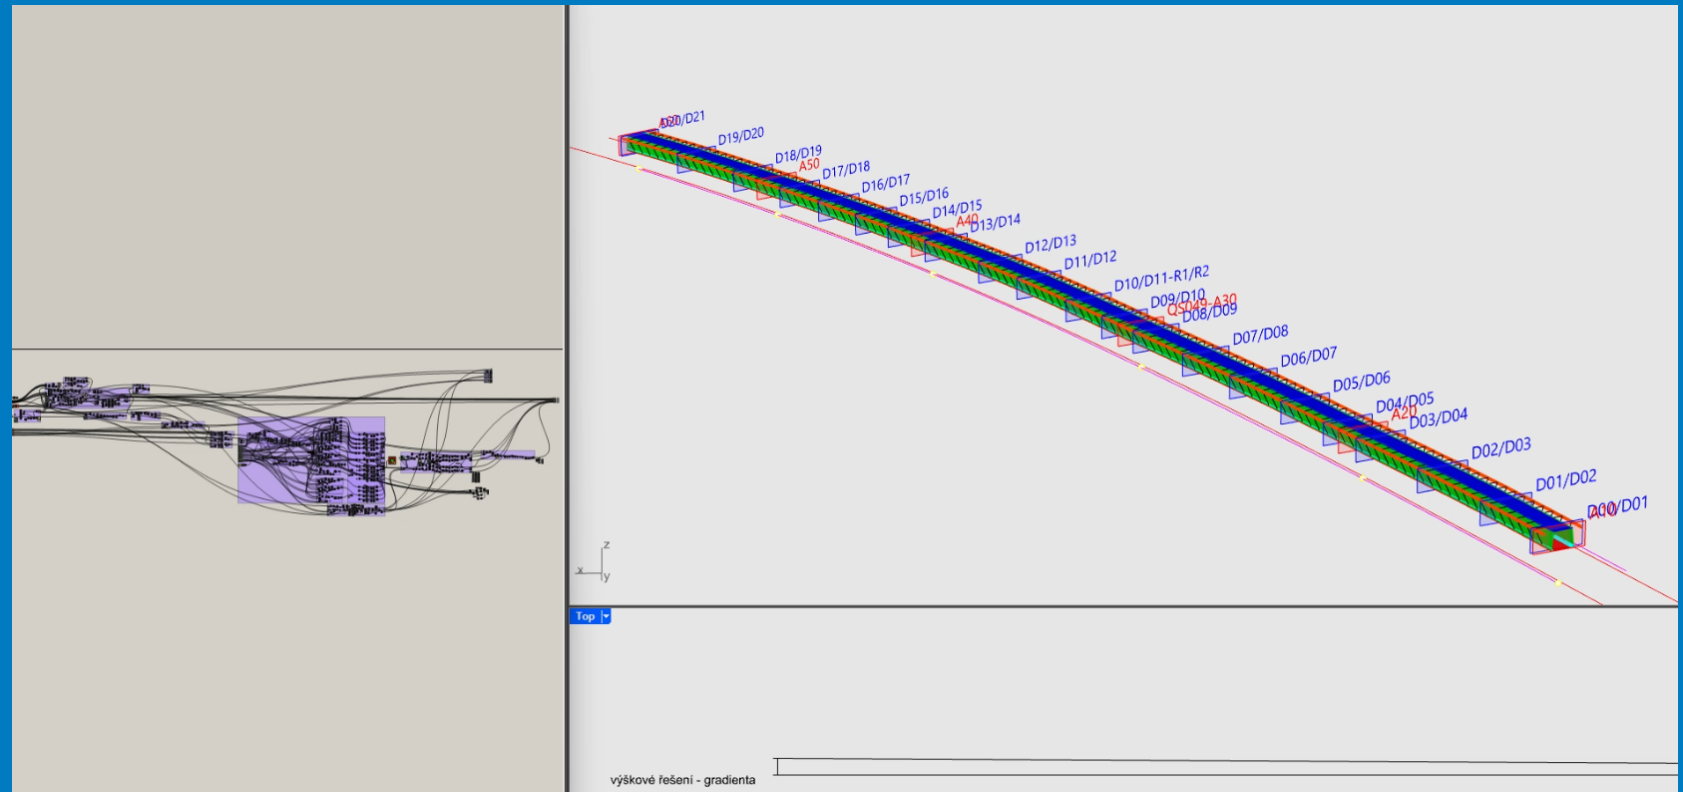 D20/D21
D19/D20
D18/D19
A50
D17/D18
D16/D17
D15/D16
D14/D15
A40
D13/D14
D12/D13
D11/D12
D10/D11-R1/R2
D09/D10
QS049-A30
D08/D09
D07/D08
D06/D07
D05/D06
D04/D05
A20
D03/D04
D02/D03
D01/D02
D00/D01
A10
z
x
y
Top
výškové řešení - gradienta